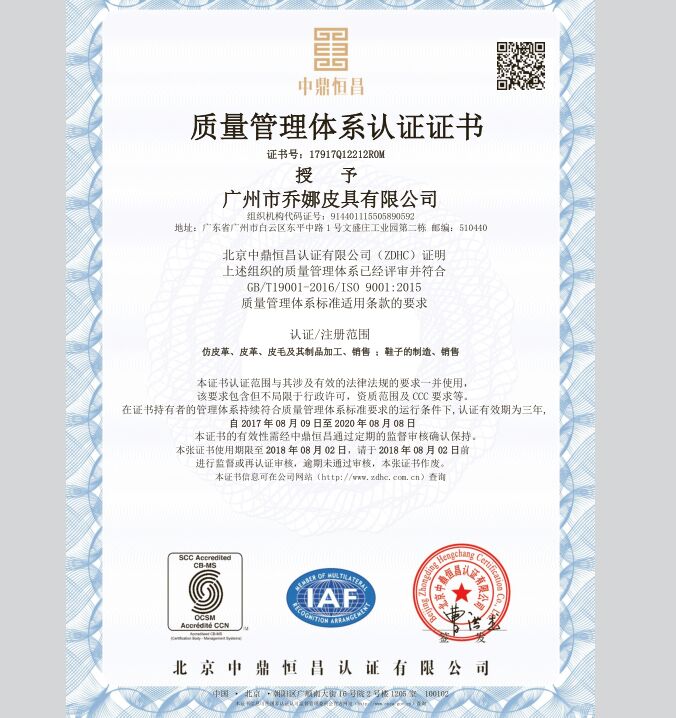 中鼎恒昌
质量管理体系认证证书
证书号：17917Q12212R0M
授 予
广州市乔娜皮具有限公司
组织机构代码证号：914401115505890592
地址：广东省广州市白云区东平中路1号文盛庄工业园第二栋 邮编：510440
北京中鼎恒昌认证有限公司（ZDHC）证明
上述组织的质量管理体系已经评审并符合
GB/T19001-2016/ISO 9001:2015
质量管理体系标准适用条款的要求
认证/注册范围
仿皮革、皮革、皮毛及其制品加工、销售 ；鞋子的制造、销售
本证书认证范围与其涉及有效的法律法规的要求一并使用，
该要求包含但不局限于行政许可，资质范围及 CCC 要求等。
在证书持有者的管理体系持续符合质量管理体系标准要求的运行条件下,认证有效期为三年,
自 2017 年 08 月 09 日至 2020 年 08 月 08 日
本证书的有效性需经中鼎恒昌通过定期的监督审核确认保持。
本张证书使用期限至 2018 年 08 月 02 日，请于 2018 年 08 月 02 日前
进行监督或再认证审核，逾期未通过审核，本张证书作废。
本证书信息可在公司网站（http://www.zdhc.com.cn）查询
SCC Accredited
CB-MS
OCSM
Accrédité CCN
Accredited CB-MS
(Certification Body - Management Systems)
MEMBER OF MULTILATERAL
IAF
RECOGNITION ARRANGEMENT
Beijing Zhongding Hengchang Certification Co., Ltd
北京中鼎恒昌认证有限公司
签 发
北京中鼎恒昌认证有限公司
中国 · 北京 · 朝阳区广顺南大街16号院2号楼1205室 100102